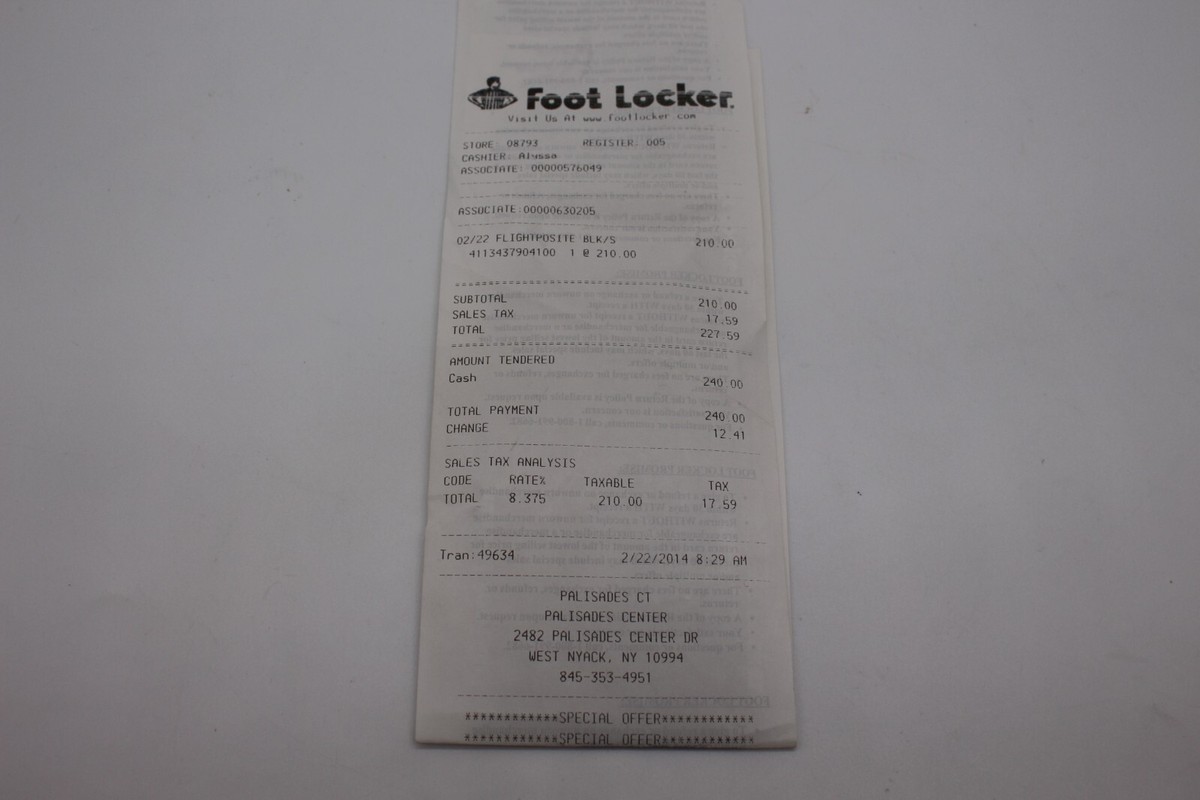 Foot Locker.
Visit Us At www.footlocker.com
STORE: 08793 REGISTER: 005
CASHIER: Alyssa
ASSOCIATE: 00000576049
ASSOCIATE:00000630205
02/22 FLIGHTPOSITE BLK/S 210.00
4113437904100 1 @ 210.00
SUBTOTAL 210.00
SALES TAX 17.59
TOTAL 227.59
AMOUNT TENDERED
Cash 240.00
TOTAL PAYMENT 240.00
CHANGE 12.41
SALES TAX ANALYSIS
CODE RATE% TAXABLE TAX
TOTAL 8.375 210.00 17.59
Tran:49634 2/22/2014 8:29 AM
PALISADES CT
PALISADES CENTER
2482 PALISADES CENTER DR
WEST NYACK, NY 10994
845-353-4951
************SPECIAL OFFER************
************SPECIAL OFFER************